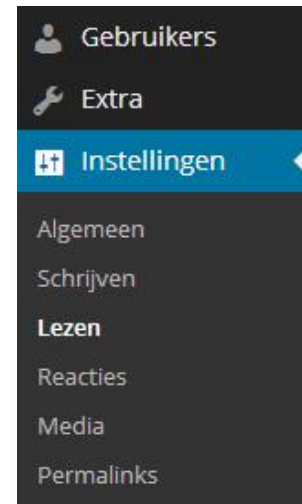 Gebruikers
Extra
Instellingen
Algemeen
Schrijven
Lezen
Reacties
Media
Permalinks